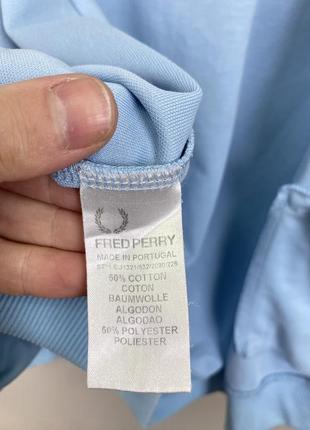 FRED PERRY
MADE IN PORTUGAL
50% COTTON
COTON
BAUMWOLLE
ALGODON
ALGODAO
50% POLYESTER
POLIESTER